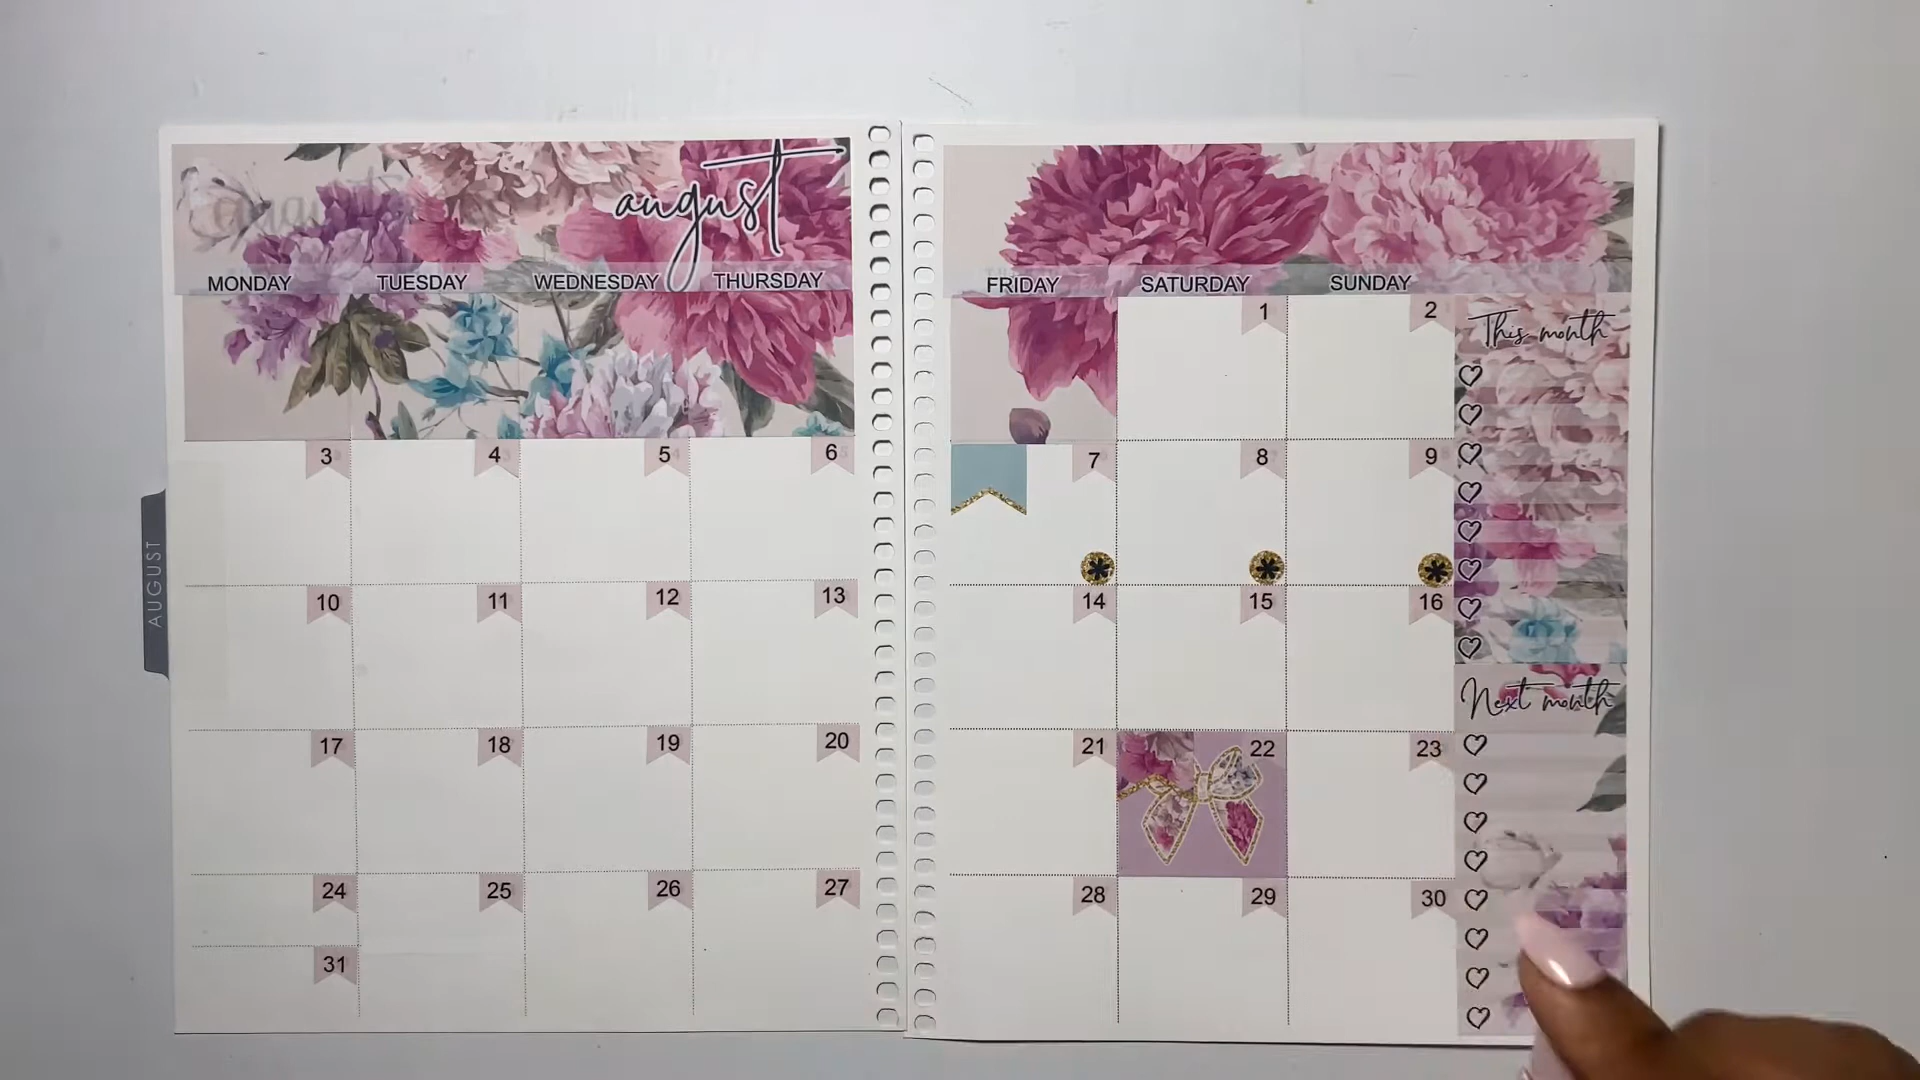 august
MONDAY TUESDAY WEDNESDAY THURSDAY
FRIDAY SATURDAY SUNDAY
1 2
This month
3 4 5 6
7 8 9
10 11 12 13
14 15 16
Next month
17 18 19 20
21 22 23
24 25 26 27
28 29 30
31
AUGUST